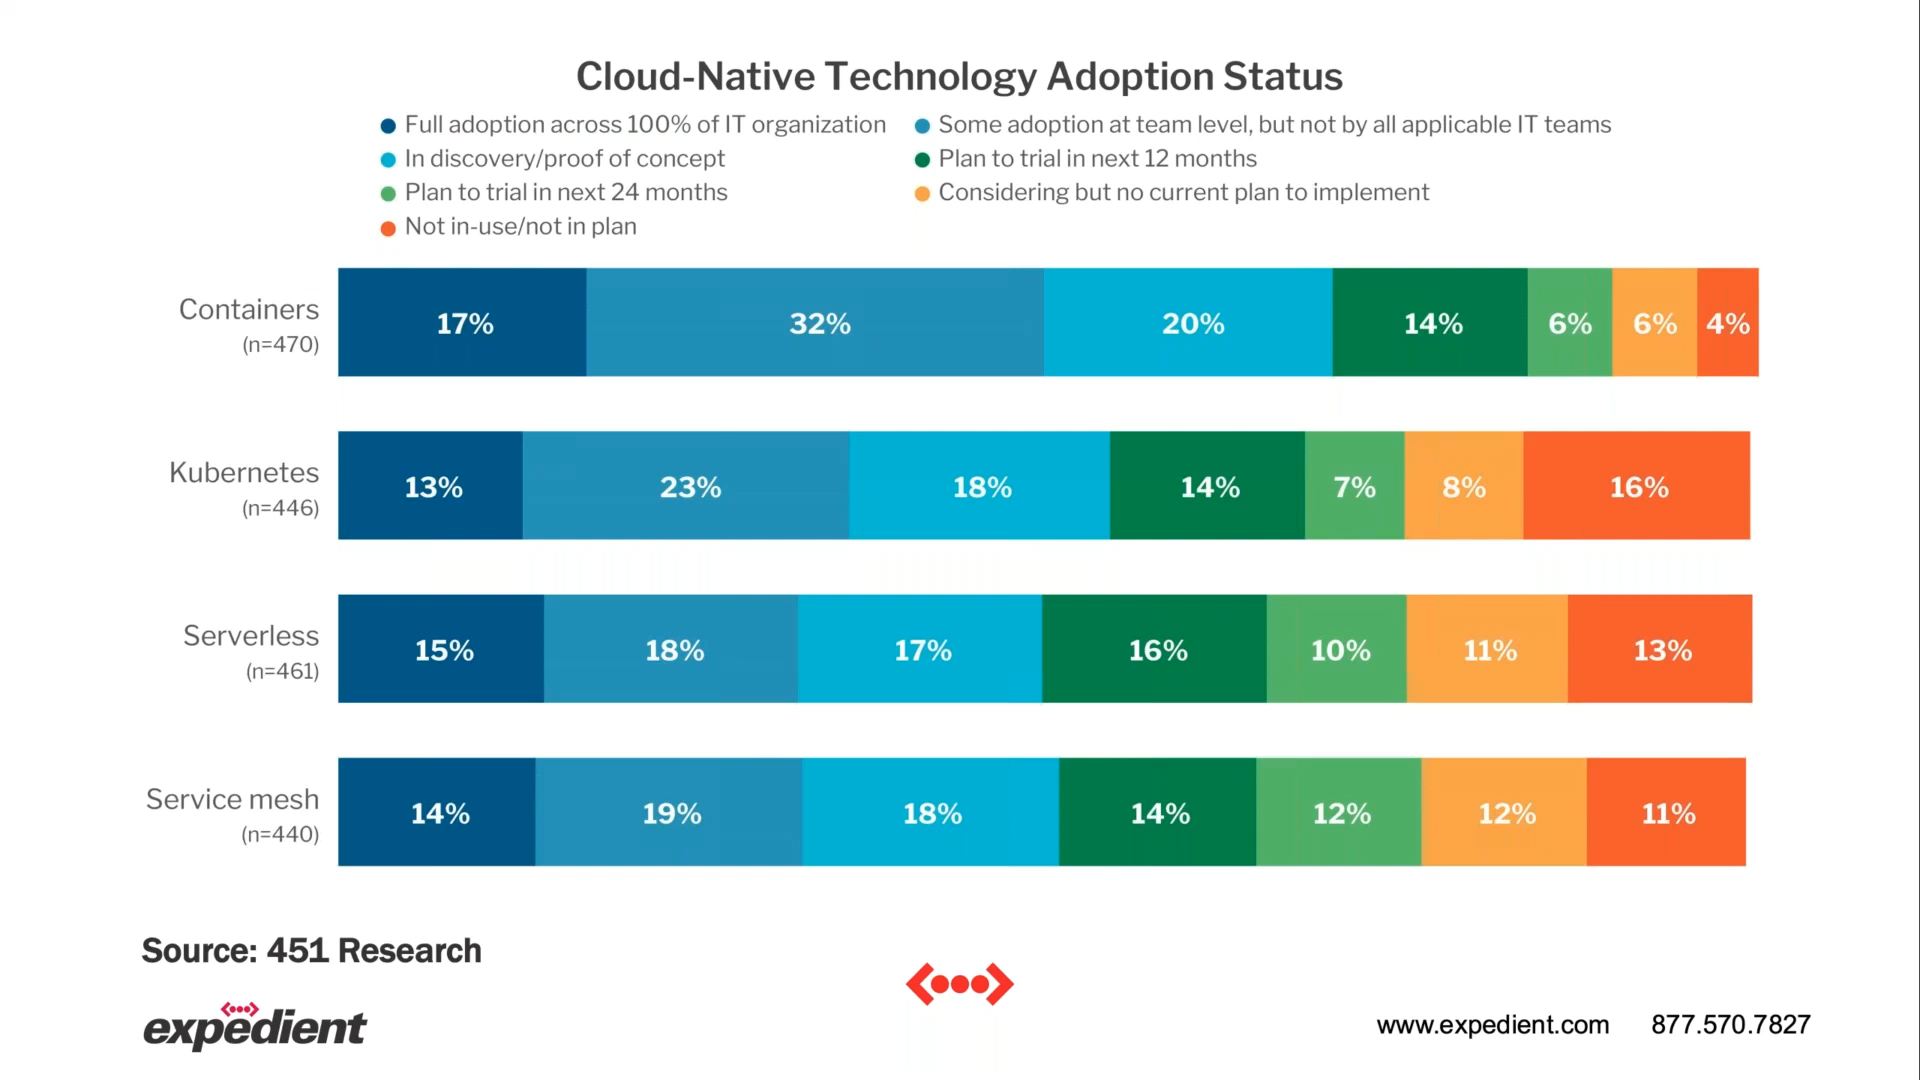 Cloud-Native Technology Adoption Status
Full adoption across 100% of IT organization
Some adoption at team level, but not by all applicable IT teams
In discovery/proof of concept
Plan to trial in next 12 months
Plan to trial in next 24 months
Considering but no current plan to implement
Not in-use/not in plan
Containers
(n=470)
17% 32% 20% 14% 6% 6% 4%
Kubernetes
(n=446)
13% 23% 18% 14% 7% 8% 16%
Serverless
(n=461)
15% 18% 17% 16% 10% 11% 13%
Service mesh
(n=440)
14% 19% 18% 14% 12% 12% 11%
Source: 451 Research
expedient
www.expedient.com 877.570.7827